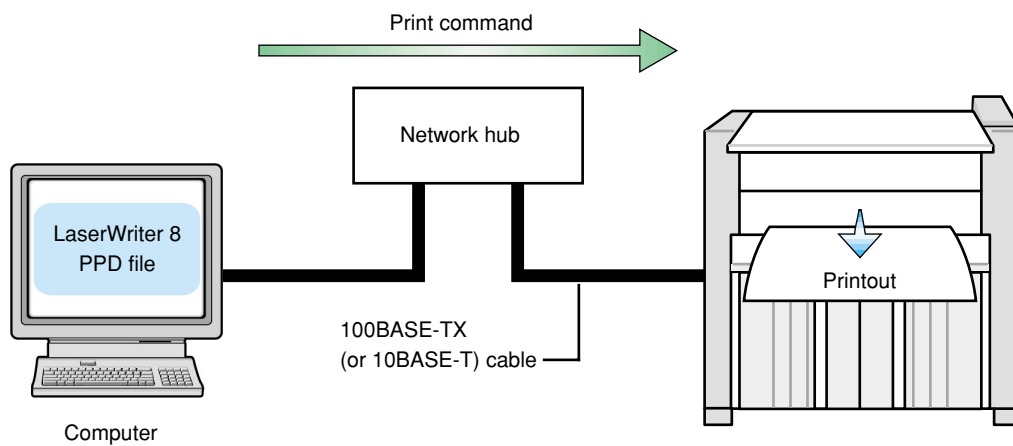 Print command
Network hub
LaserWriter 8
PPD file
Printout
100BASE-TX
(or 10BASE-T) cable
Computer